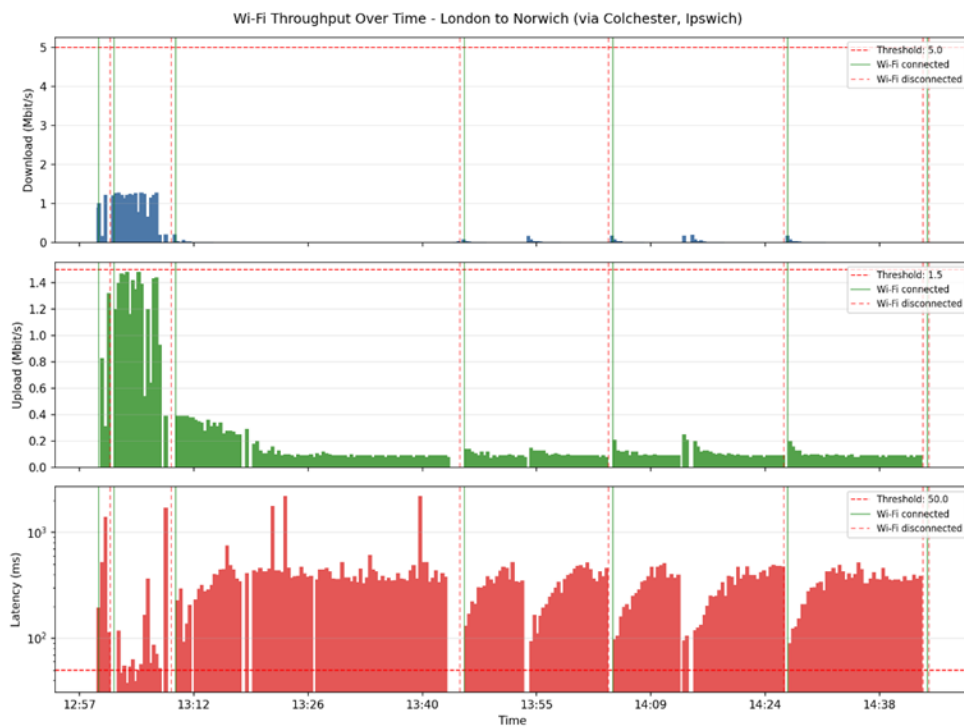 Wi-Fi Throughput Over Time - London to Norwich (via Colchester, Ipswich)
Download (Mbit/s)
5
4
3
2
1
0
Threshold: 5.0
Wi-Fi connected
Wi-Fi disconnected
Upload (Mbit/s)
1.4
1.2
1.0
0.8
0.6
0.4
0.2
0.0
Threshold: 1.5
Wi-Fi connected
Wi-Fi disconnected
Latency (ms)
10³
10²
Threshold: 50.0
Wi-Fi connected
Wi-Fi disconnected
12:57 13:12 13:26 13:40 13:55 14:09 14:24 14:38
Time